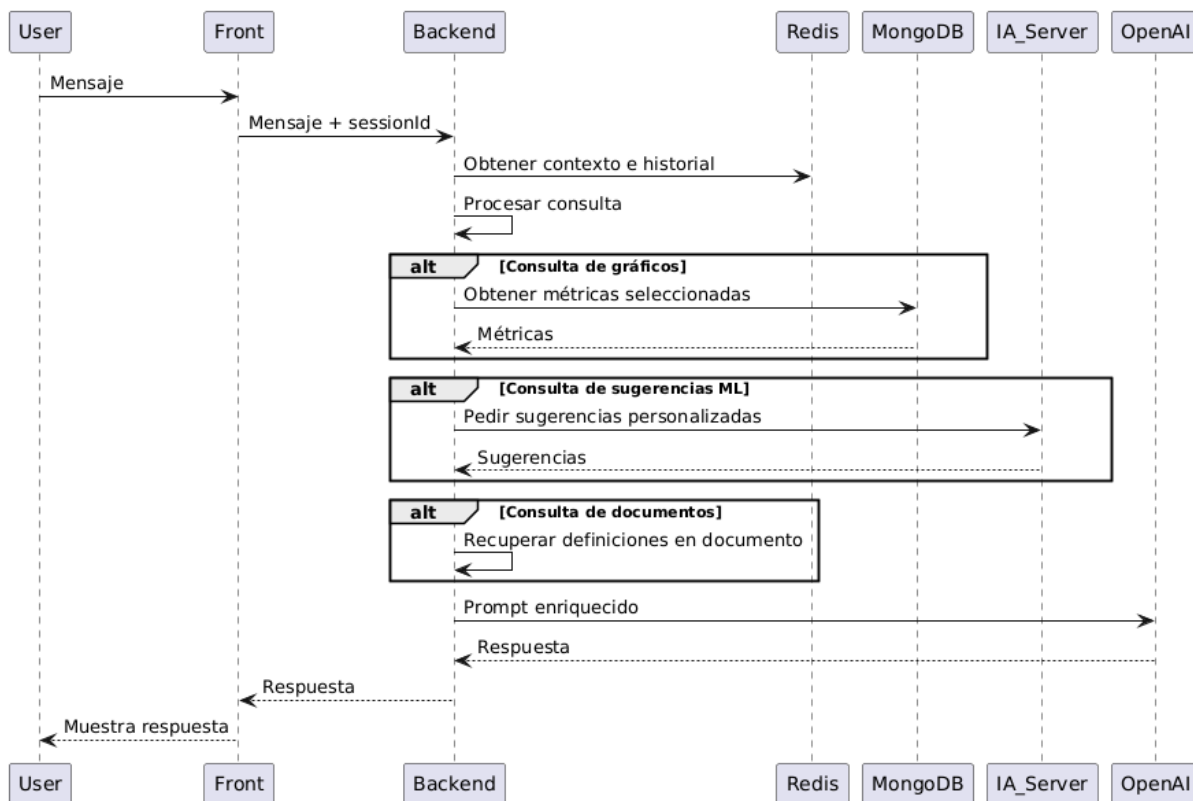 User Front Backend Redis MongoDB IA_Server OpenAI
Mensaje
Mensaje + sessionId
Obtener contexto e historial
Procesar consulta
alt [Consulta de gráficos]
Obtener métricas seleccionadas
Métricas
alt [Consulta de sugerencias ML]
Pedir sugerencias personalizadas
Sugerencias
alt [Consulta de documentos]
Recuperar definiciones en documento
Prompt enriquecido
Respuesta
Respuesta
Muestra respuesta
User Front Backend Redis MongoDB IA_Server OpenAI